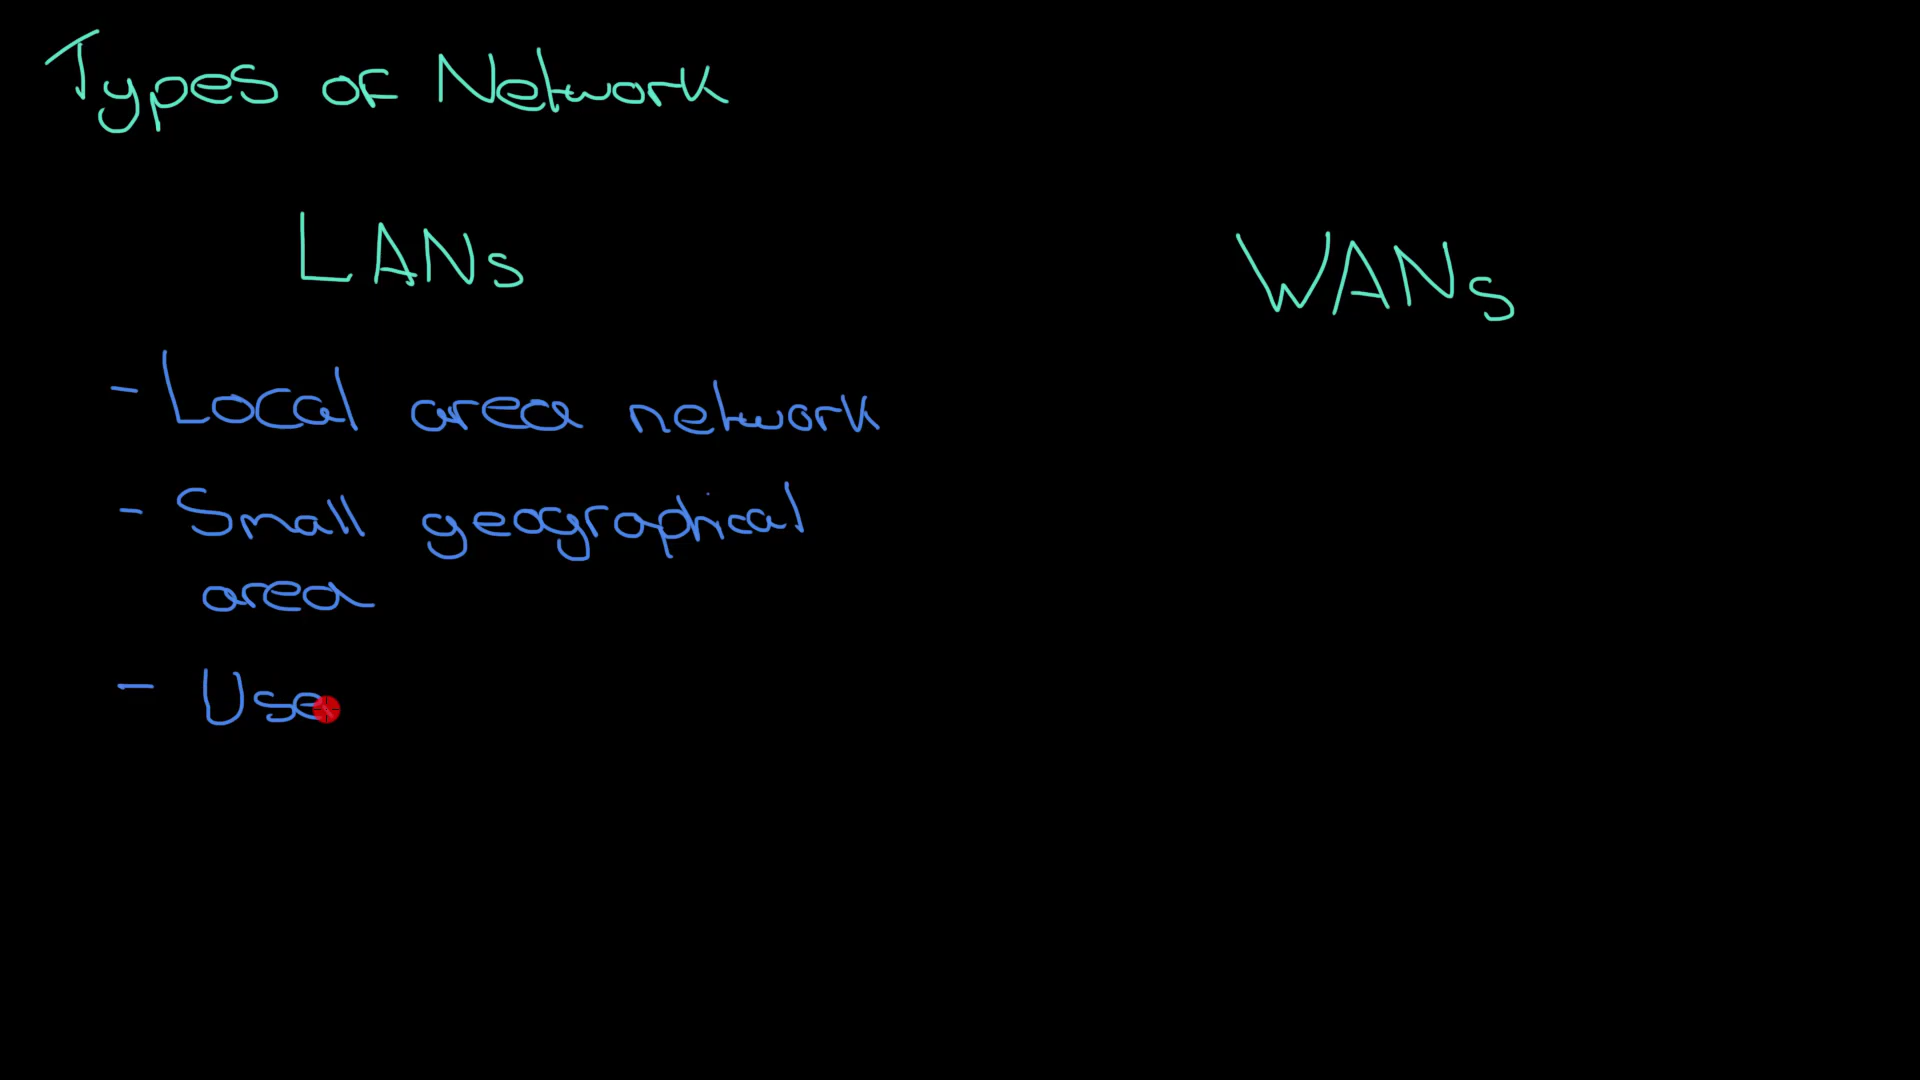 Types of Network
LANs
WANs
- Local area network
- Small geographical
area
- Use